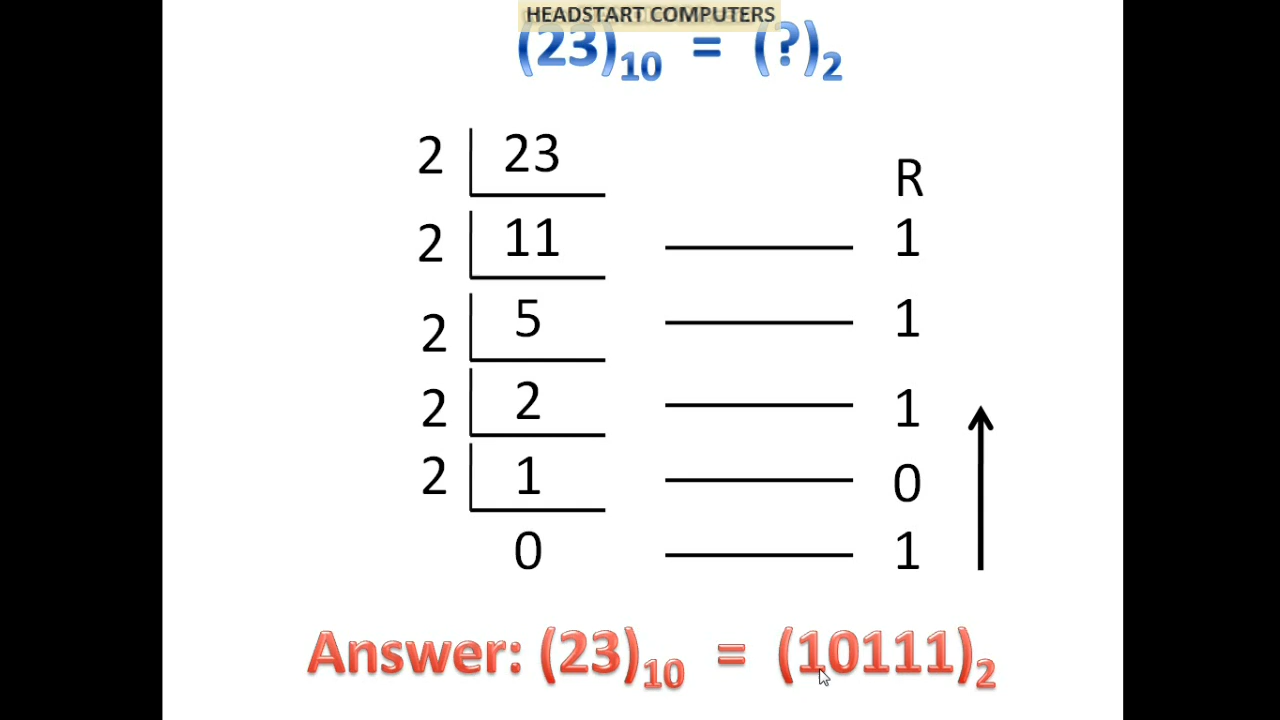 HEADSTART COMPUTERS
(23)10 = (?)2
2 23
R
2 11 1
2 5 1
2 2 1
2 1 0
0 1
Answer: (23)10 = (10111)2